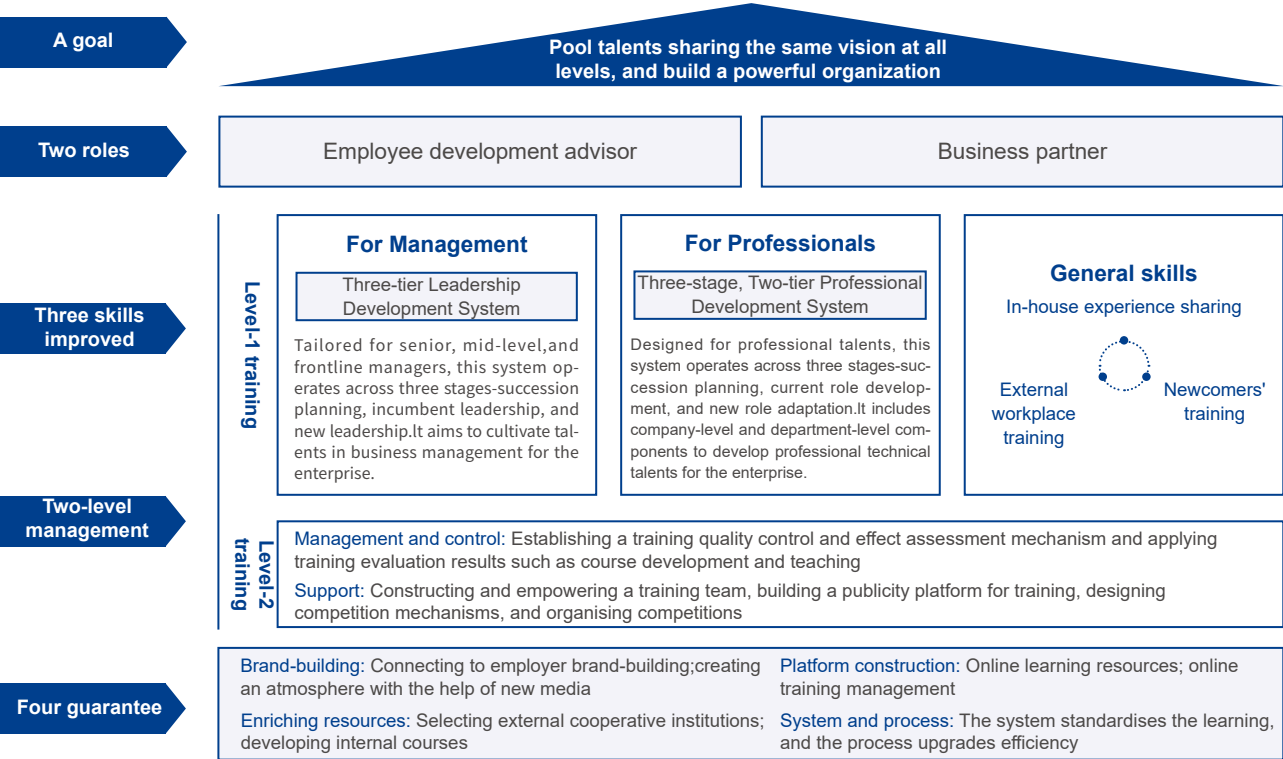 A goal
Pool talents sharing the same vision at all
levels, and build a powerful organization
Two roles
Employee development advisor
Business partner
Three skills
improved
Level-1 training
For Management
Three-tier Leadership
Development System
Tailored for senior, mid-level,and
frontline managers, this system op-
erates across three stages-succession
planning, incumbent leadership, and
new leadership.It aims to cultivate tal-
ents in business management for the
enterprise.
For Professionals
Three-stage, Two-tier Professional
Development System
Designed for professional talents, this
system operates across three stages-suc-
cession planning, current role develop-
ment, and new role adaptation.It includes
company-level and department-level com-
ponents to develop professional technical
talents for the enterprise.
General skills
In-house experience sharing
External
workplace
training
Newcomers'
training
Two-level
management
Level-2
training
Management and control: Establishing a training quality control and effect assessment mechanism and applying
training evaluation results such as course development and teaching
Support: Constructing and empowering a training team, building a publicity platform for training, designing
competition mechanisms, and organising competitions
Four guarantee
Brand-building: Connecting to employer brand-building;creating
an atmosphere with the help of new media
Enriching resources: Selecting external cooperative institutions;
developing internal courses
Platform construction: Online learning resources; online
training management
System and process: The system standardises the learning,
and the process upgrades efficiency